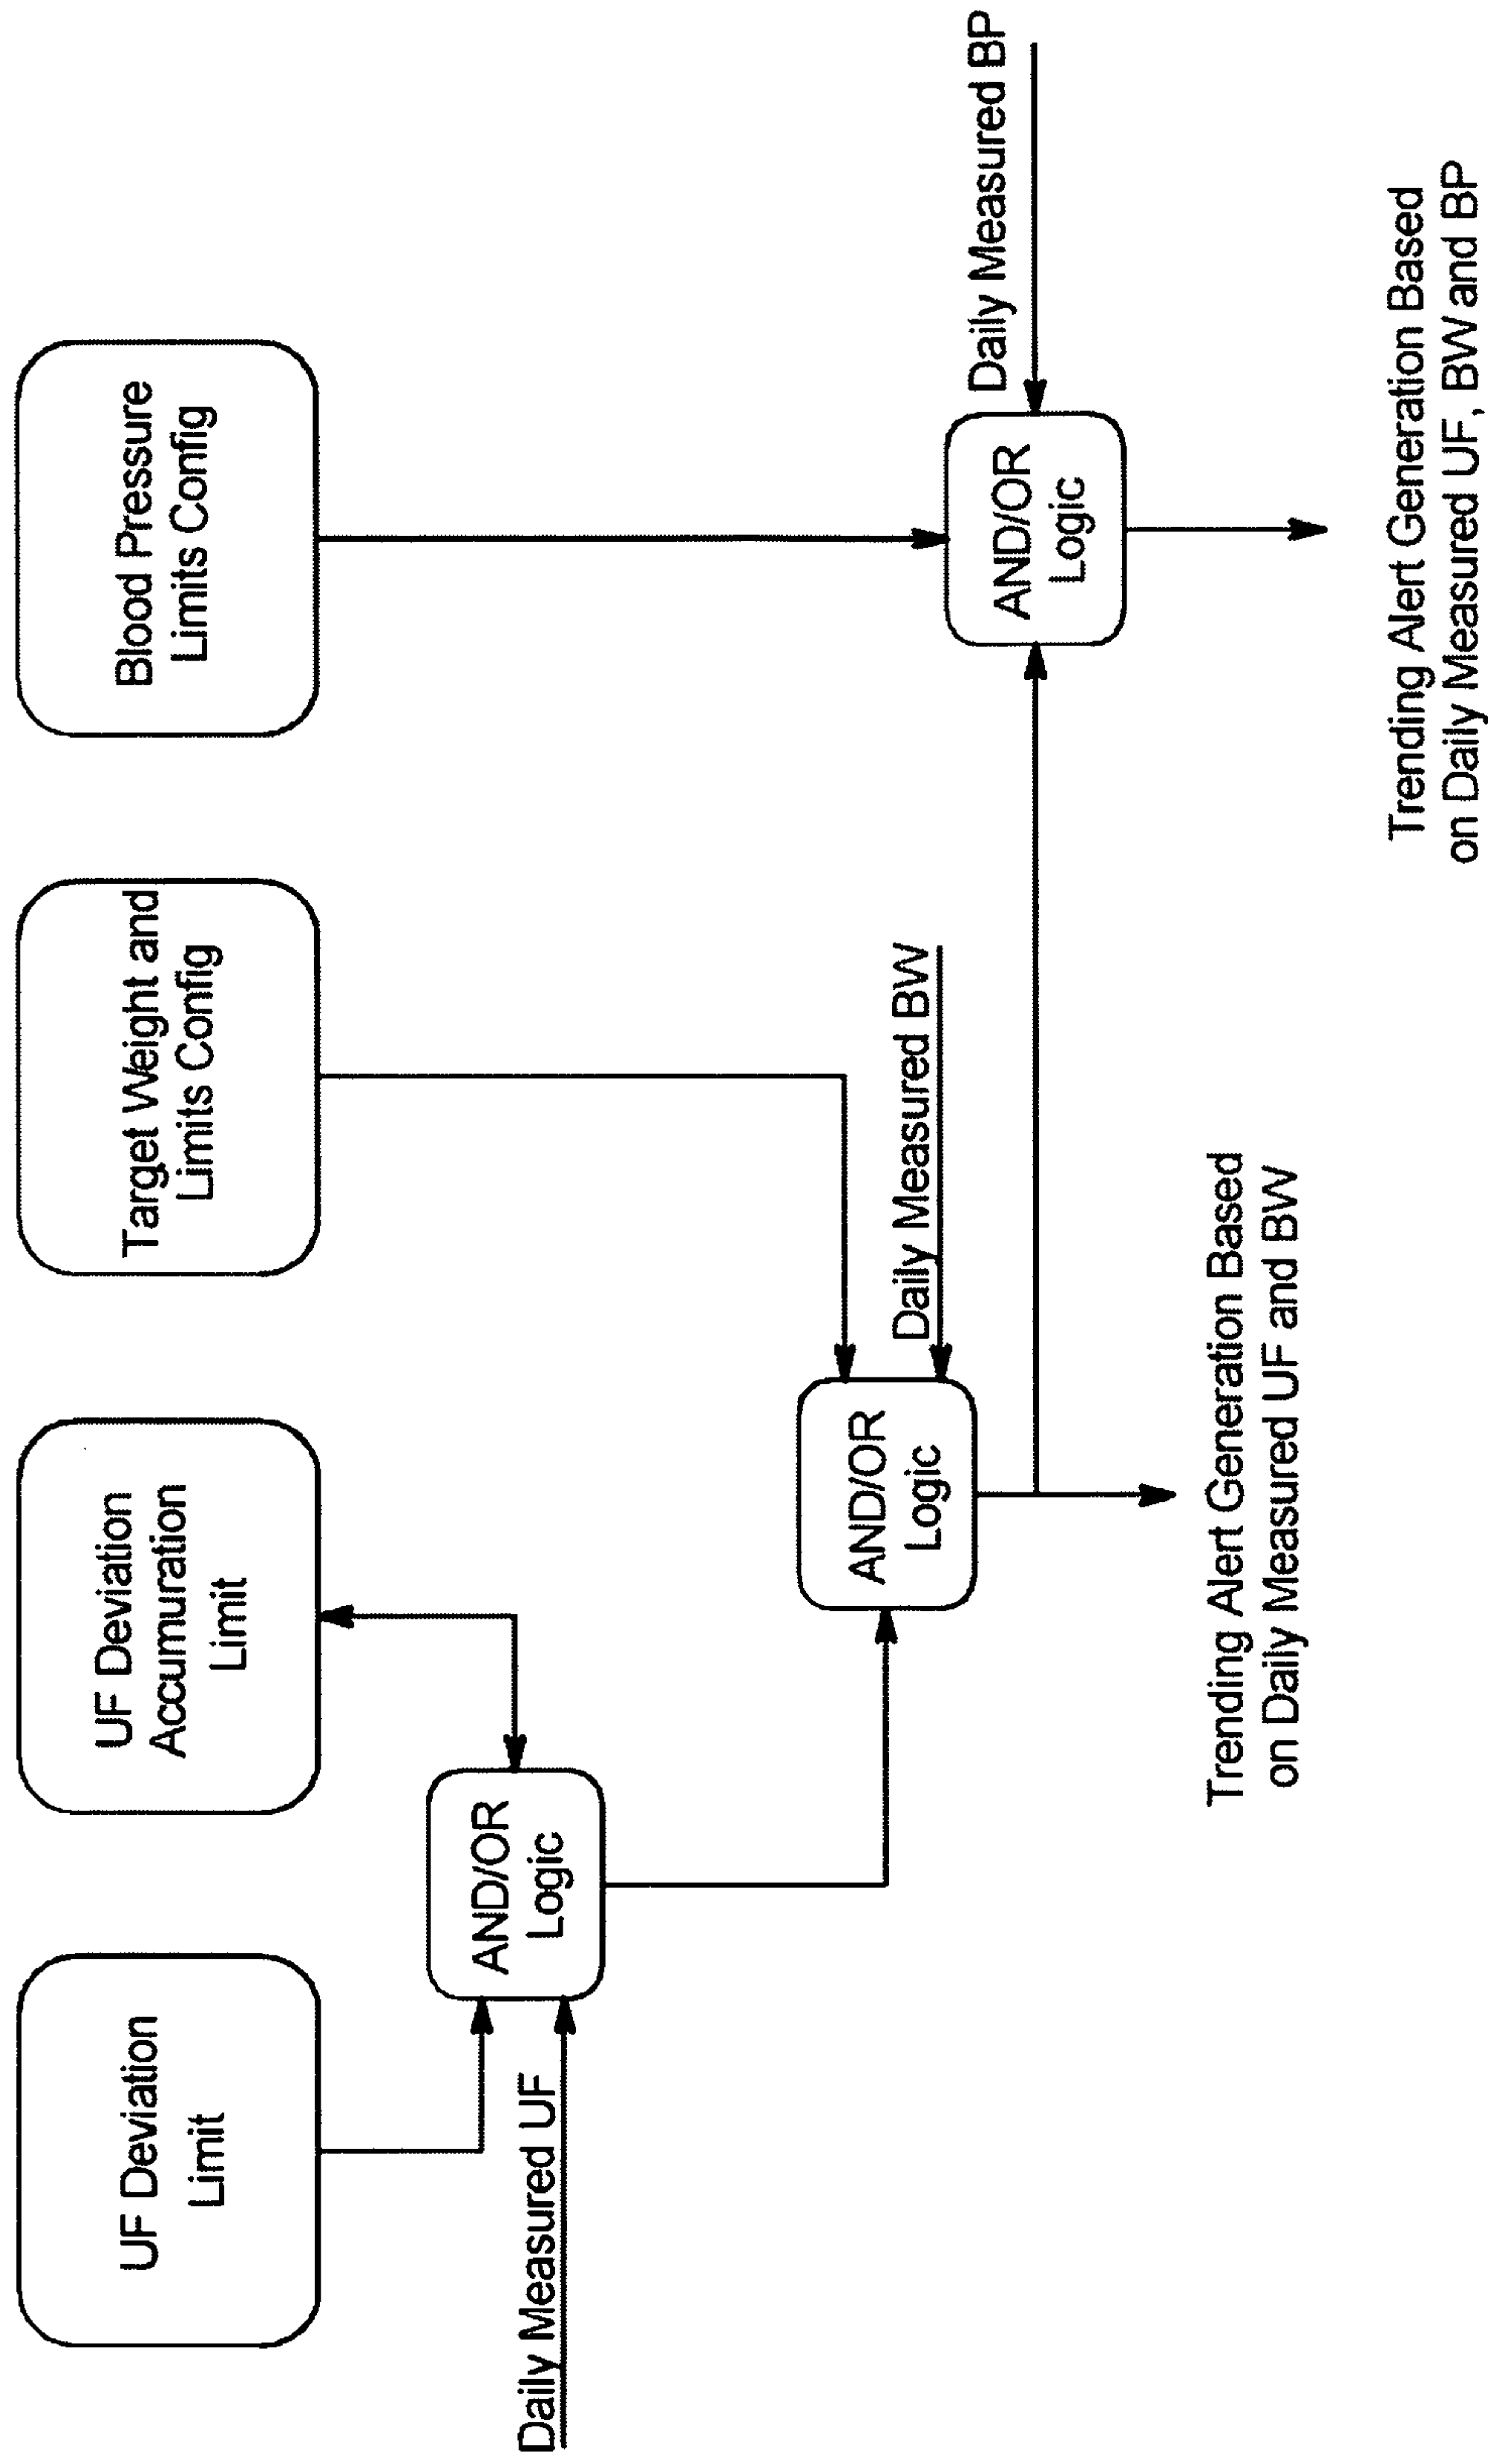 UF Deviation
Limit
UF Deviation
Accumuration
Limit
Target Weight and
Limits Config
Blood Pressure
Limits Config
Daily Measured UF
AND/OR
Logic
AND/OR
Logic
Daily Measured BW
AND/OR
Logic
Daily Measured BP
Trending Alert Generation Based
on Daily Measured UF and BW
Trending Alert Generation Based
on Daily Measured UF, BW and BP